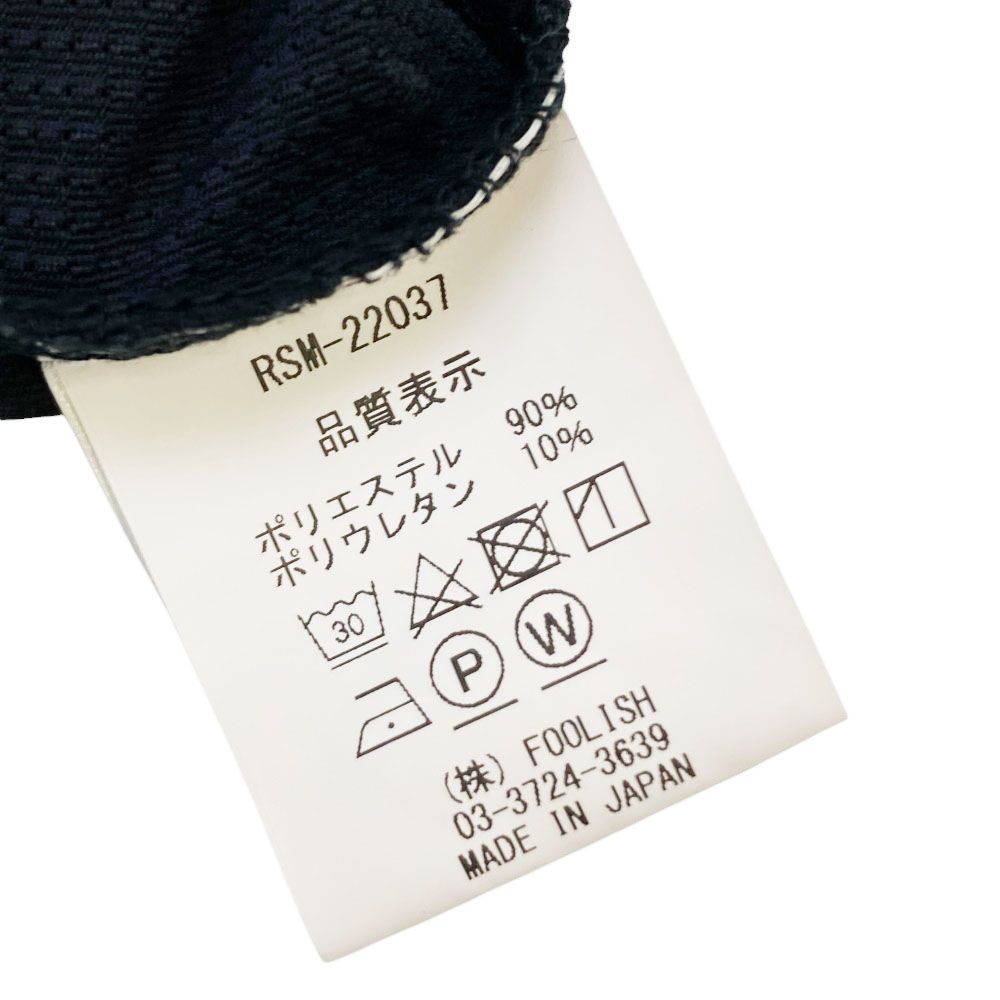 RSM-22037
品質表示
ポリエステル 90%
ポリウレタン 10%
30
P W
(株) FOOLISH
03-3724-3639
MADE IN JAPAN